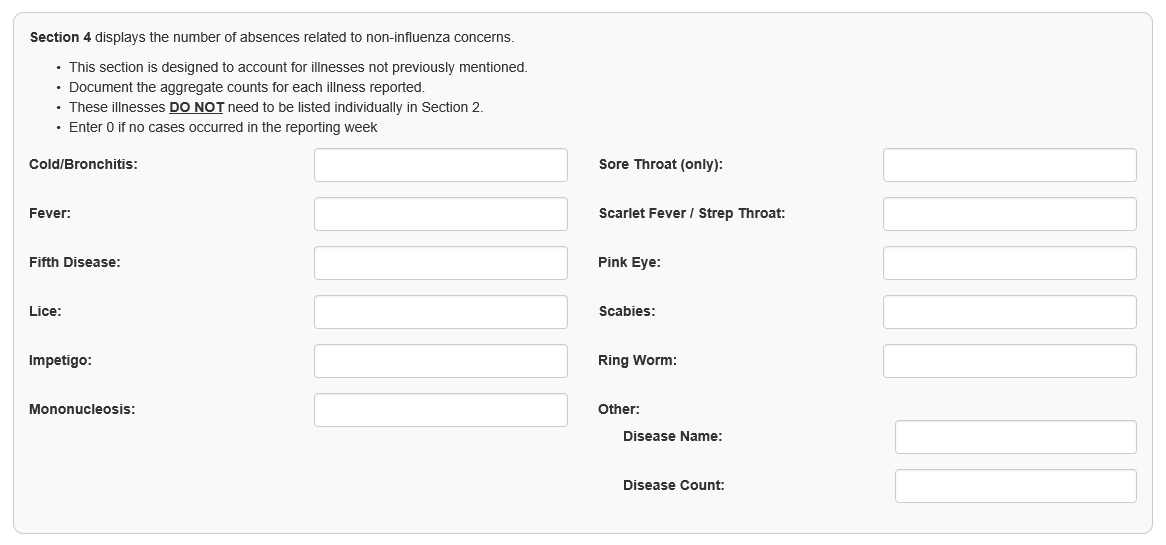 Section 4 displays the number of absences related to non-influenza concerns.
• This section is designed to account for illnesses not previously mentioned.
• Document the aggregate counts for each illness reported.
• These illnesses DO NOT need to be listed individually in Section 2.
• Enter 0 if no cases occurred in the reporting week
Cold/Bronchitis:
Sore Throat (only):
Fever:
Scarlet Fever / Strep Throat:
Fifth Disease:
Pink Eye:
Lice:
Scabies:
Impetigo:
Ring Worm:
Mononucleosis:
Other:
Disease Name:
Disease Count: